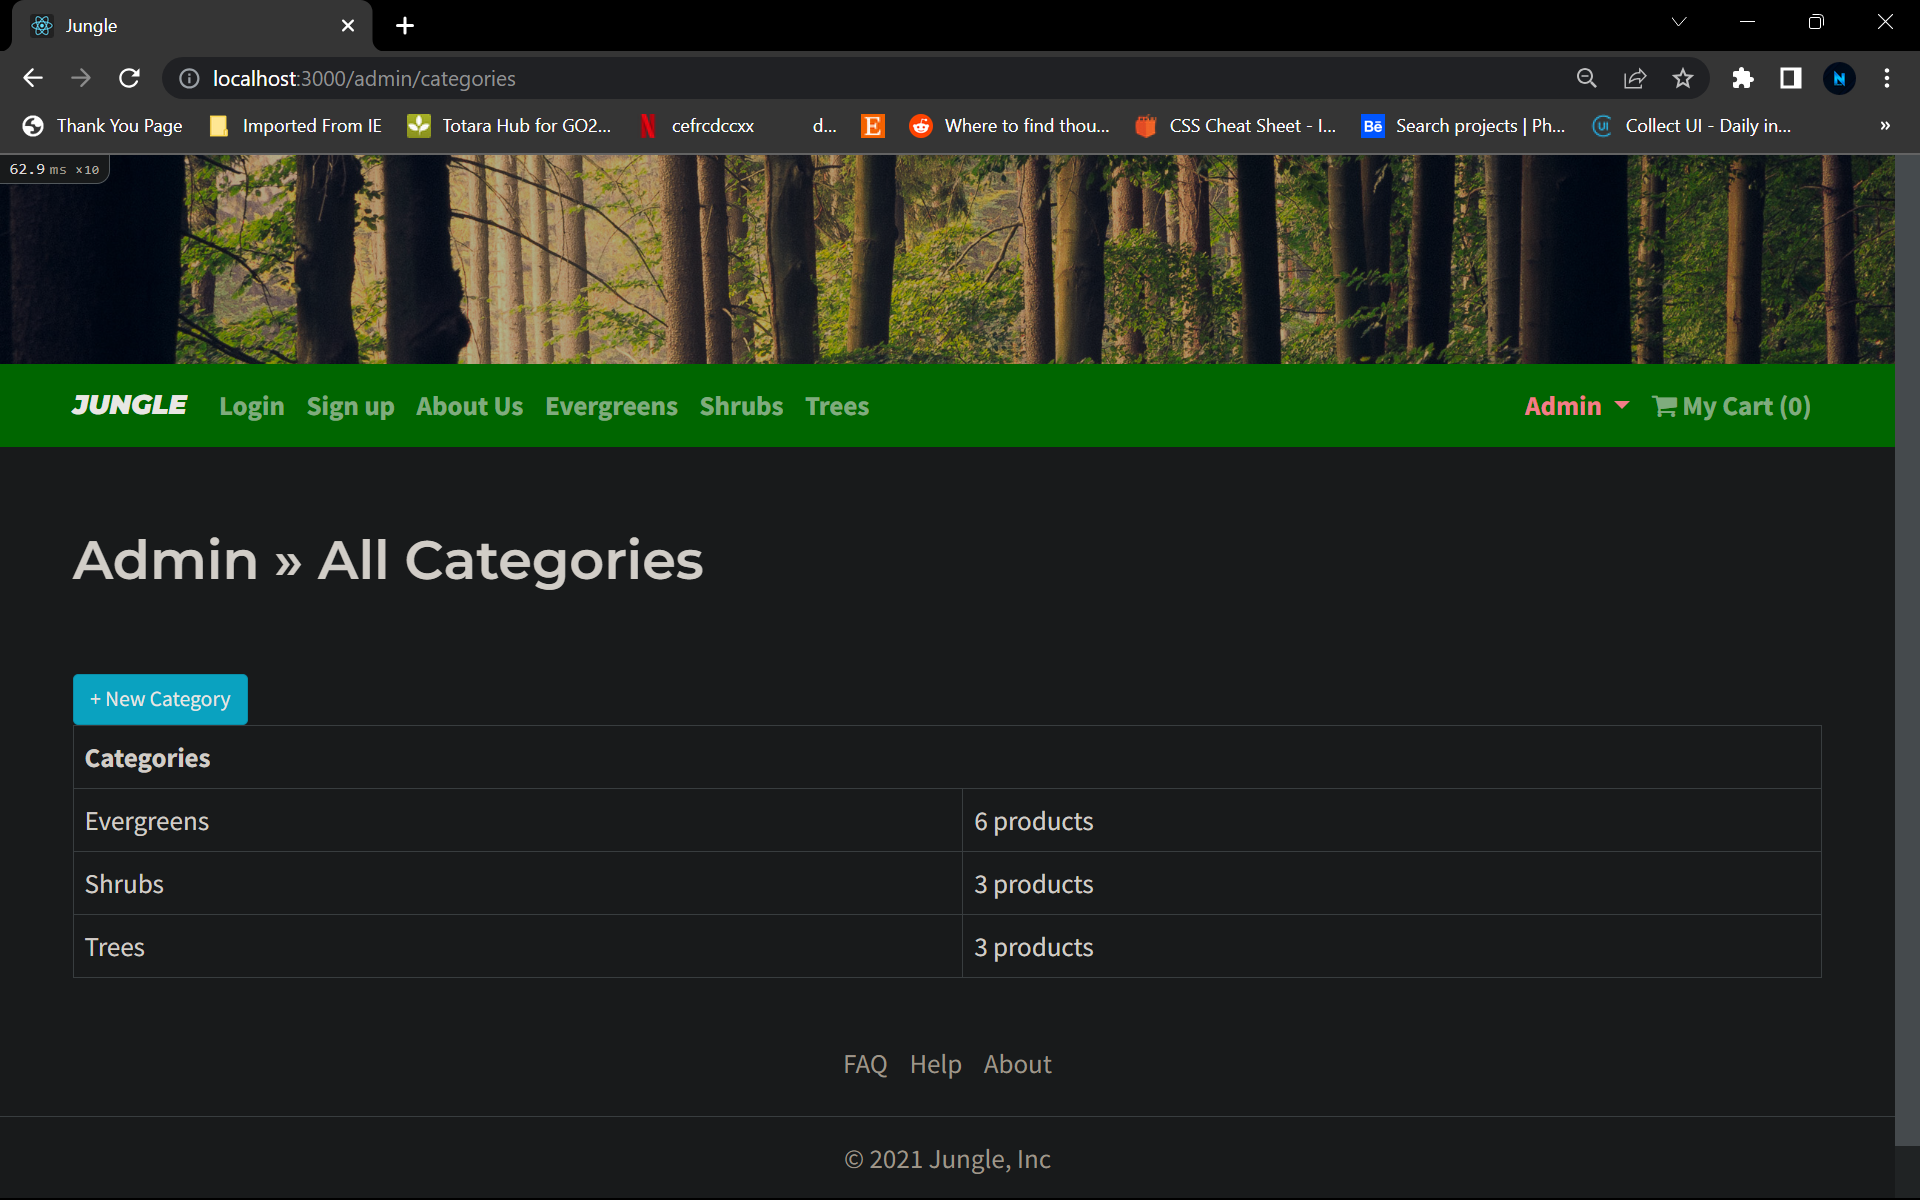 Jungle
localhost:3000/admin/categories
Thank You Page Imported From IE Totara Hub for GO2... cefrcdccxx d... E Where to find thou... CSS Cheat Sheet - I... Bē Search projects | Ph... UI Collect UI - Daily in... »
62.9 ms ×10
JUNGLE Login Sign up About Us Evergreens Shrubs Trees Admin My Cart (0)
Admin » All Categories
+ New Category
Categories
Evergreens 6 products
Shrubs 3 products
Trees 3 products
FAQ Help About
© 2021 Jungle, Inc